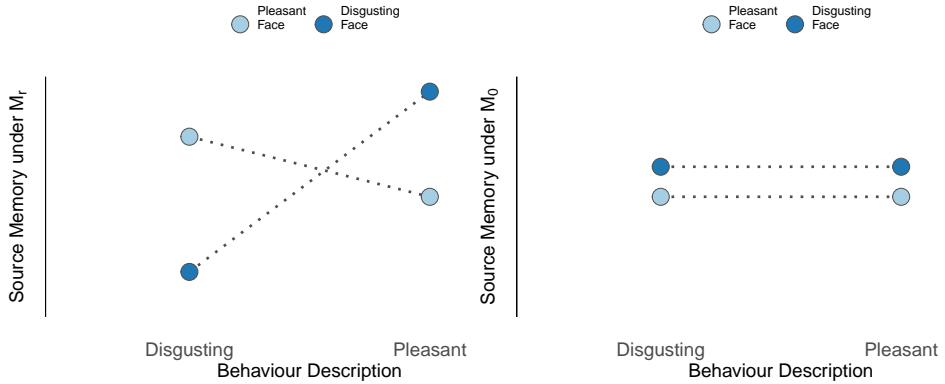 Pleasant Face
Disgusting Face
Source Memory under Mr
Disgusting
Pleasant
Behaviour Description
Pleasant Face
Disgusting Face
Source Memory under M0
Disgusting
Pleasant
Behaviour Description